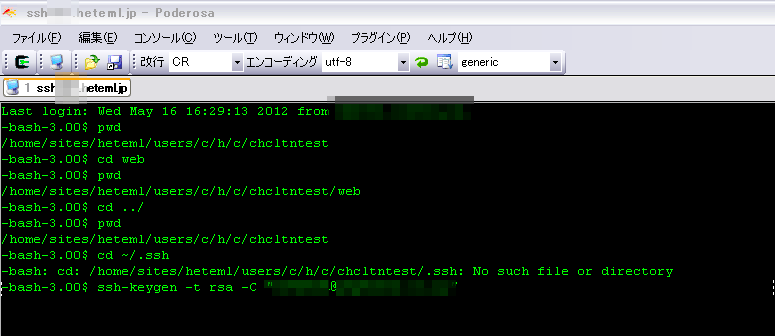 ssh .heteml.jp - Poderosa
ファイル(F) 編集(E) コンソール(C) ツール(T) ウィンドウ(W) プラグイン(P) ヘルプ(H)
改行 CR エンコーディング utf-8 generic
1 ssh .heteml.jp
Last login: Wed May 16 16:29:13 2012 from
-bash-3.00$ pwd
/home/sites/heteml/users/c/h/c/chcltntest
-bash-3.00$ cd web
-bash-3.00$ pwd
/home/sites/heteml/users/c/h/c/chcltntest/web
-bash-3.00$ cd ../
-bash-3.00$ pwd
/home/sites/heteml/users/c/h/c/chcltntest
-bash-3.00$ cd ~/.ssh
-bash: cd: /home/sites/heteml/users/c/h/c/chcltntest/.ssh: No such file or directory
-bash-3.00$ ssh-keygen -t rsa -C " @ "